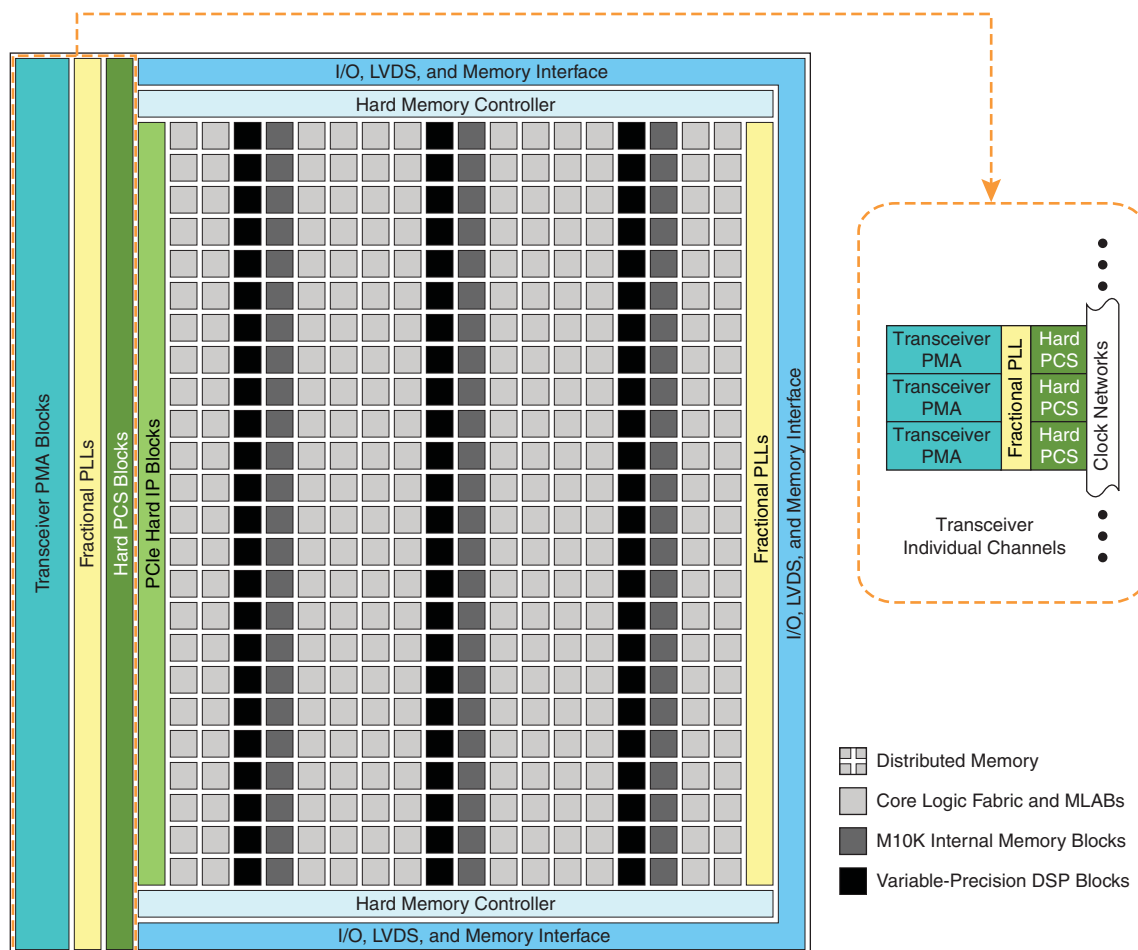 I/O, LVDS, and Memory Interface
Hard Memory Controller
Transceiver PMA Blocks
Fractional PLLs
Hard PCS Blocks
PCIe Hard IP Blocks
Fractional PLLs
I/O, LVDS, and Memory Interface
Hard Memory Controller
I/O, LVDS, and Memory Interface
Transceiver
PMA
Transceiver
PMA
Transceiver
PMA
Fractional PLL
Hard
PCS
Hard
PCS
Hard
PCS
Clock Networks
Transceiver
Individual Channels
Distributed Memory
Core Logic Fabric and MLABs
M10K Internal Memory Blocks
Variable-Precision DSP Blocks